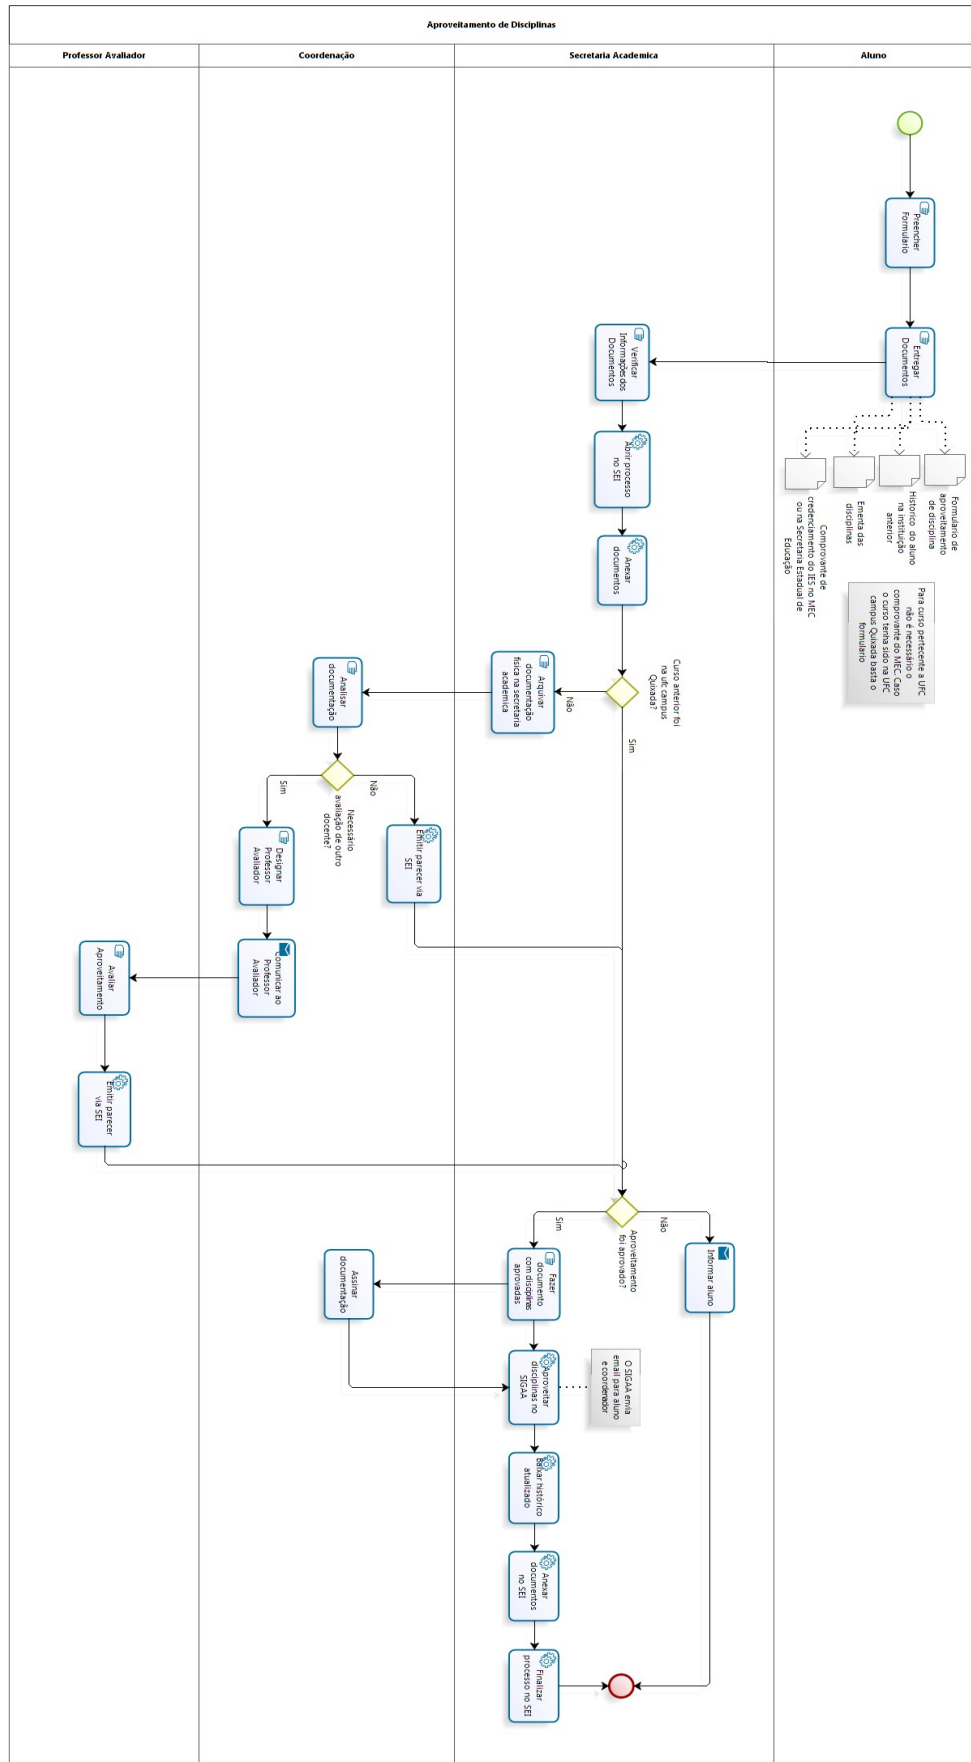 Aproveitamento de Disciplinas
Professor Avaliador
Coordenação
Secretaria Academica
Aluno
Preencher
Formulario
Entregar
Documentos
Formulario de
aproveitamento
de disciplina
Historico do aluno
na instituição
anterior
Ementa das
disciplinas
Comprovante de
credenciamento do IES no MEC
ou na Secretaria Estadual de
Educação
Para curso pertecente a UFC
não é necessário o
comprovante do MEC. Caso
o curso tenha sido na UFC
campus Quixada basta o
formulario
Verificar
Informações dos
Documentos
Abrir processo
no SEI
Anexar
documentos
Curso anterior foi
na ufc campus
Quixada?
Não
Sim
Arquivar
documentação
fisica na secretaria
academica
Analisar
documentação
Necessário
avaliação de outro
docente?
Não
Sim
Emitir parecer via
SEI
Designar
Professor
Avaliador
Comunicar ao
Professor
Avaliador
Avaliar
Aproveitamento
Emitir parecer
via SEI
Aproveitamento
foi aprovado?
Não
Sim
Informar aluno
Fazer
documento
com disciplinas
aprovadas
Assinar
documentação
Aproveitar
disciplinas no
SIGAA
O SIGAA envia
email para aluno
e coordenador
Baixar histórico
atualizado
Anexar
documentos
no SEI
Finalizar
processo no SEI